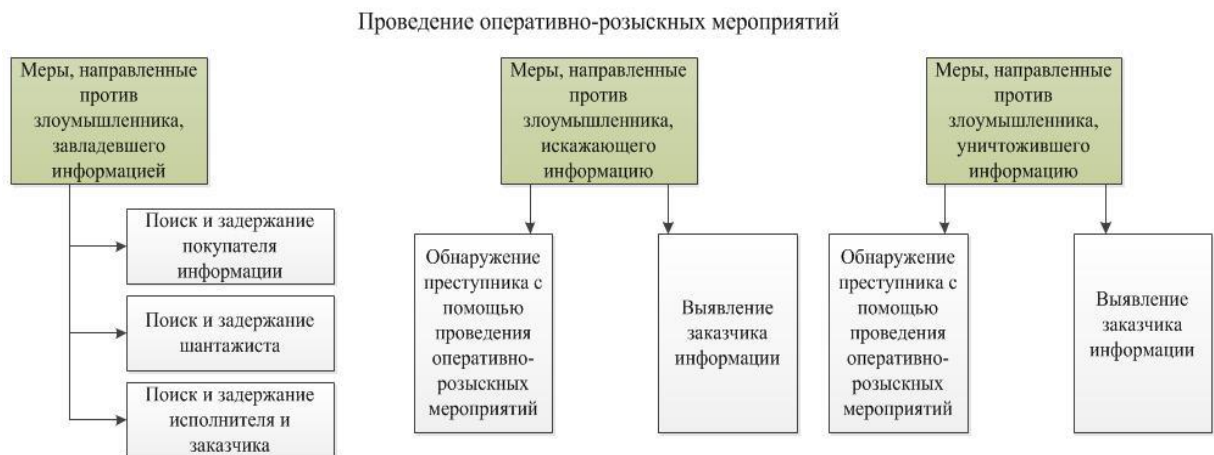 Проведение оперативно-розыскных мероприятий
Меры, направленные
против
злоумышленника,
завладевшего
информацией
Поиск и задержание
покупателя
информации
Поиск и задержание
шантажиста
Поиск и задержание
исполнителя и
заказчика
Меры, направленные
против
злоумышленника,
искажающего
информацию
Обнаружение
преступника с
помощью
проведения
оперативно-
розыскных
мероприятий
Выявление
заказчика
информации
Меры, направленные
против
злоумышленника,
уничтожившего
информацию
Обнаружение
преступника с
помощью
проведения
оперативно-
розыскных
мероприятий
Выявление
заказчика
информации